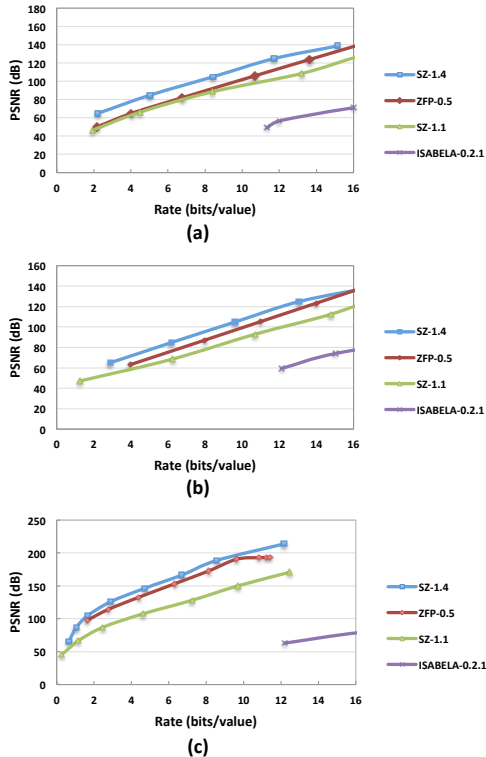 160
140
120
100
80
60
40
20
0
PSNR (dB)
0 2 4 6 8 10 12 14 16
Rate (bits/value)
SZ-1.4
ZFP-0.5
SZ-1.1
ISABELA-0.2.1
(a)
160
140
120
100
80
60
40
20
0
PSNR (dB)
0 2 4 6 8 10 12 14 16
Rate (bits/value)
SZ-1.4
ZFP-0.5
SZ-1.1
ISABELA-0.2.1
(b)
250
200
150
100
50
0
PSNR (dB)
0 2 4 6 8 10 12 14 16
Rate (bits/value)
SZ-1.4
ZFP-0.5
SZ-1.1
ISABELA-0.2.1
(c)